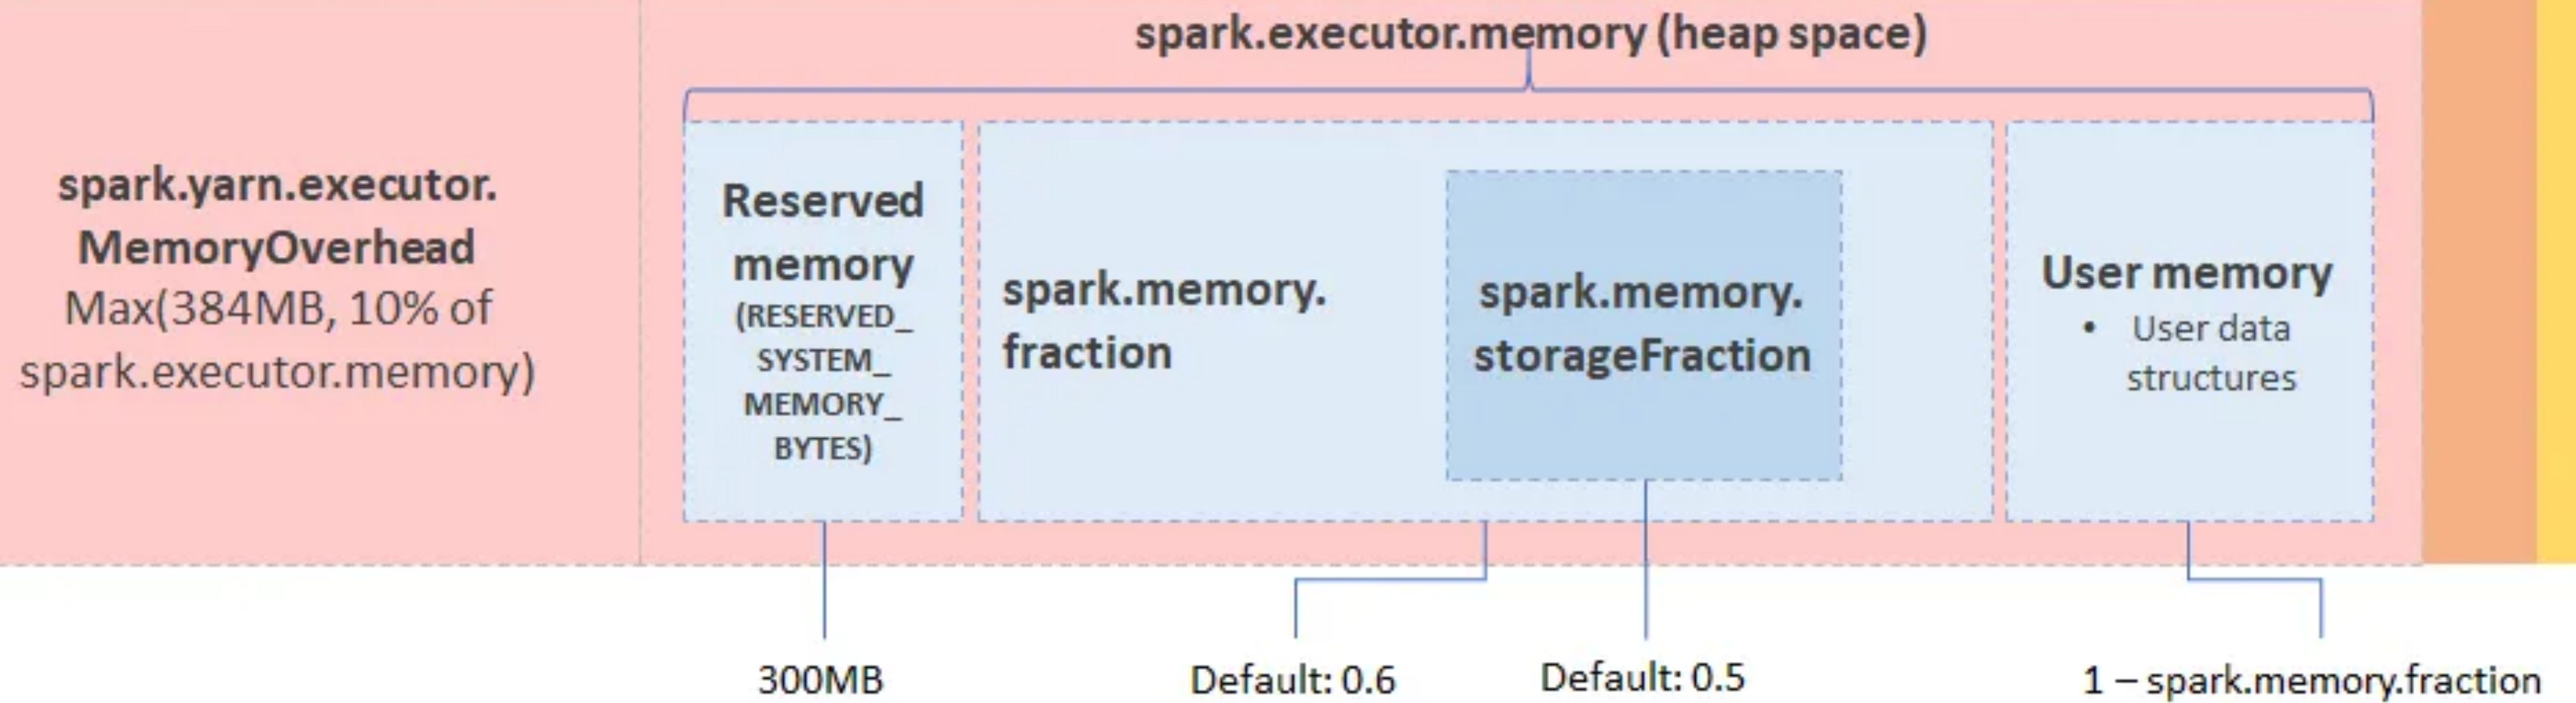 spark.executor.memory (heap space)
spark.yarn.executor.
MemoryOverhead
Max(384MB, 10% of
spark.executor.memory)
Reserved
memory
(RESERVED_
SYSTEM_
MEMORY_
BYTES)
spark.memory.
fraction
spark.memory.
storageFraction
User memory
• User data
structures
300MB
Default: 0.6
Default: 0.5
1 – spark.memory.fraction